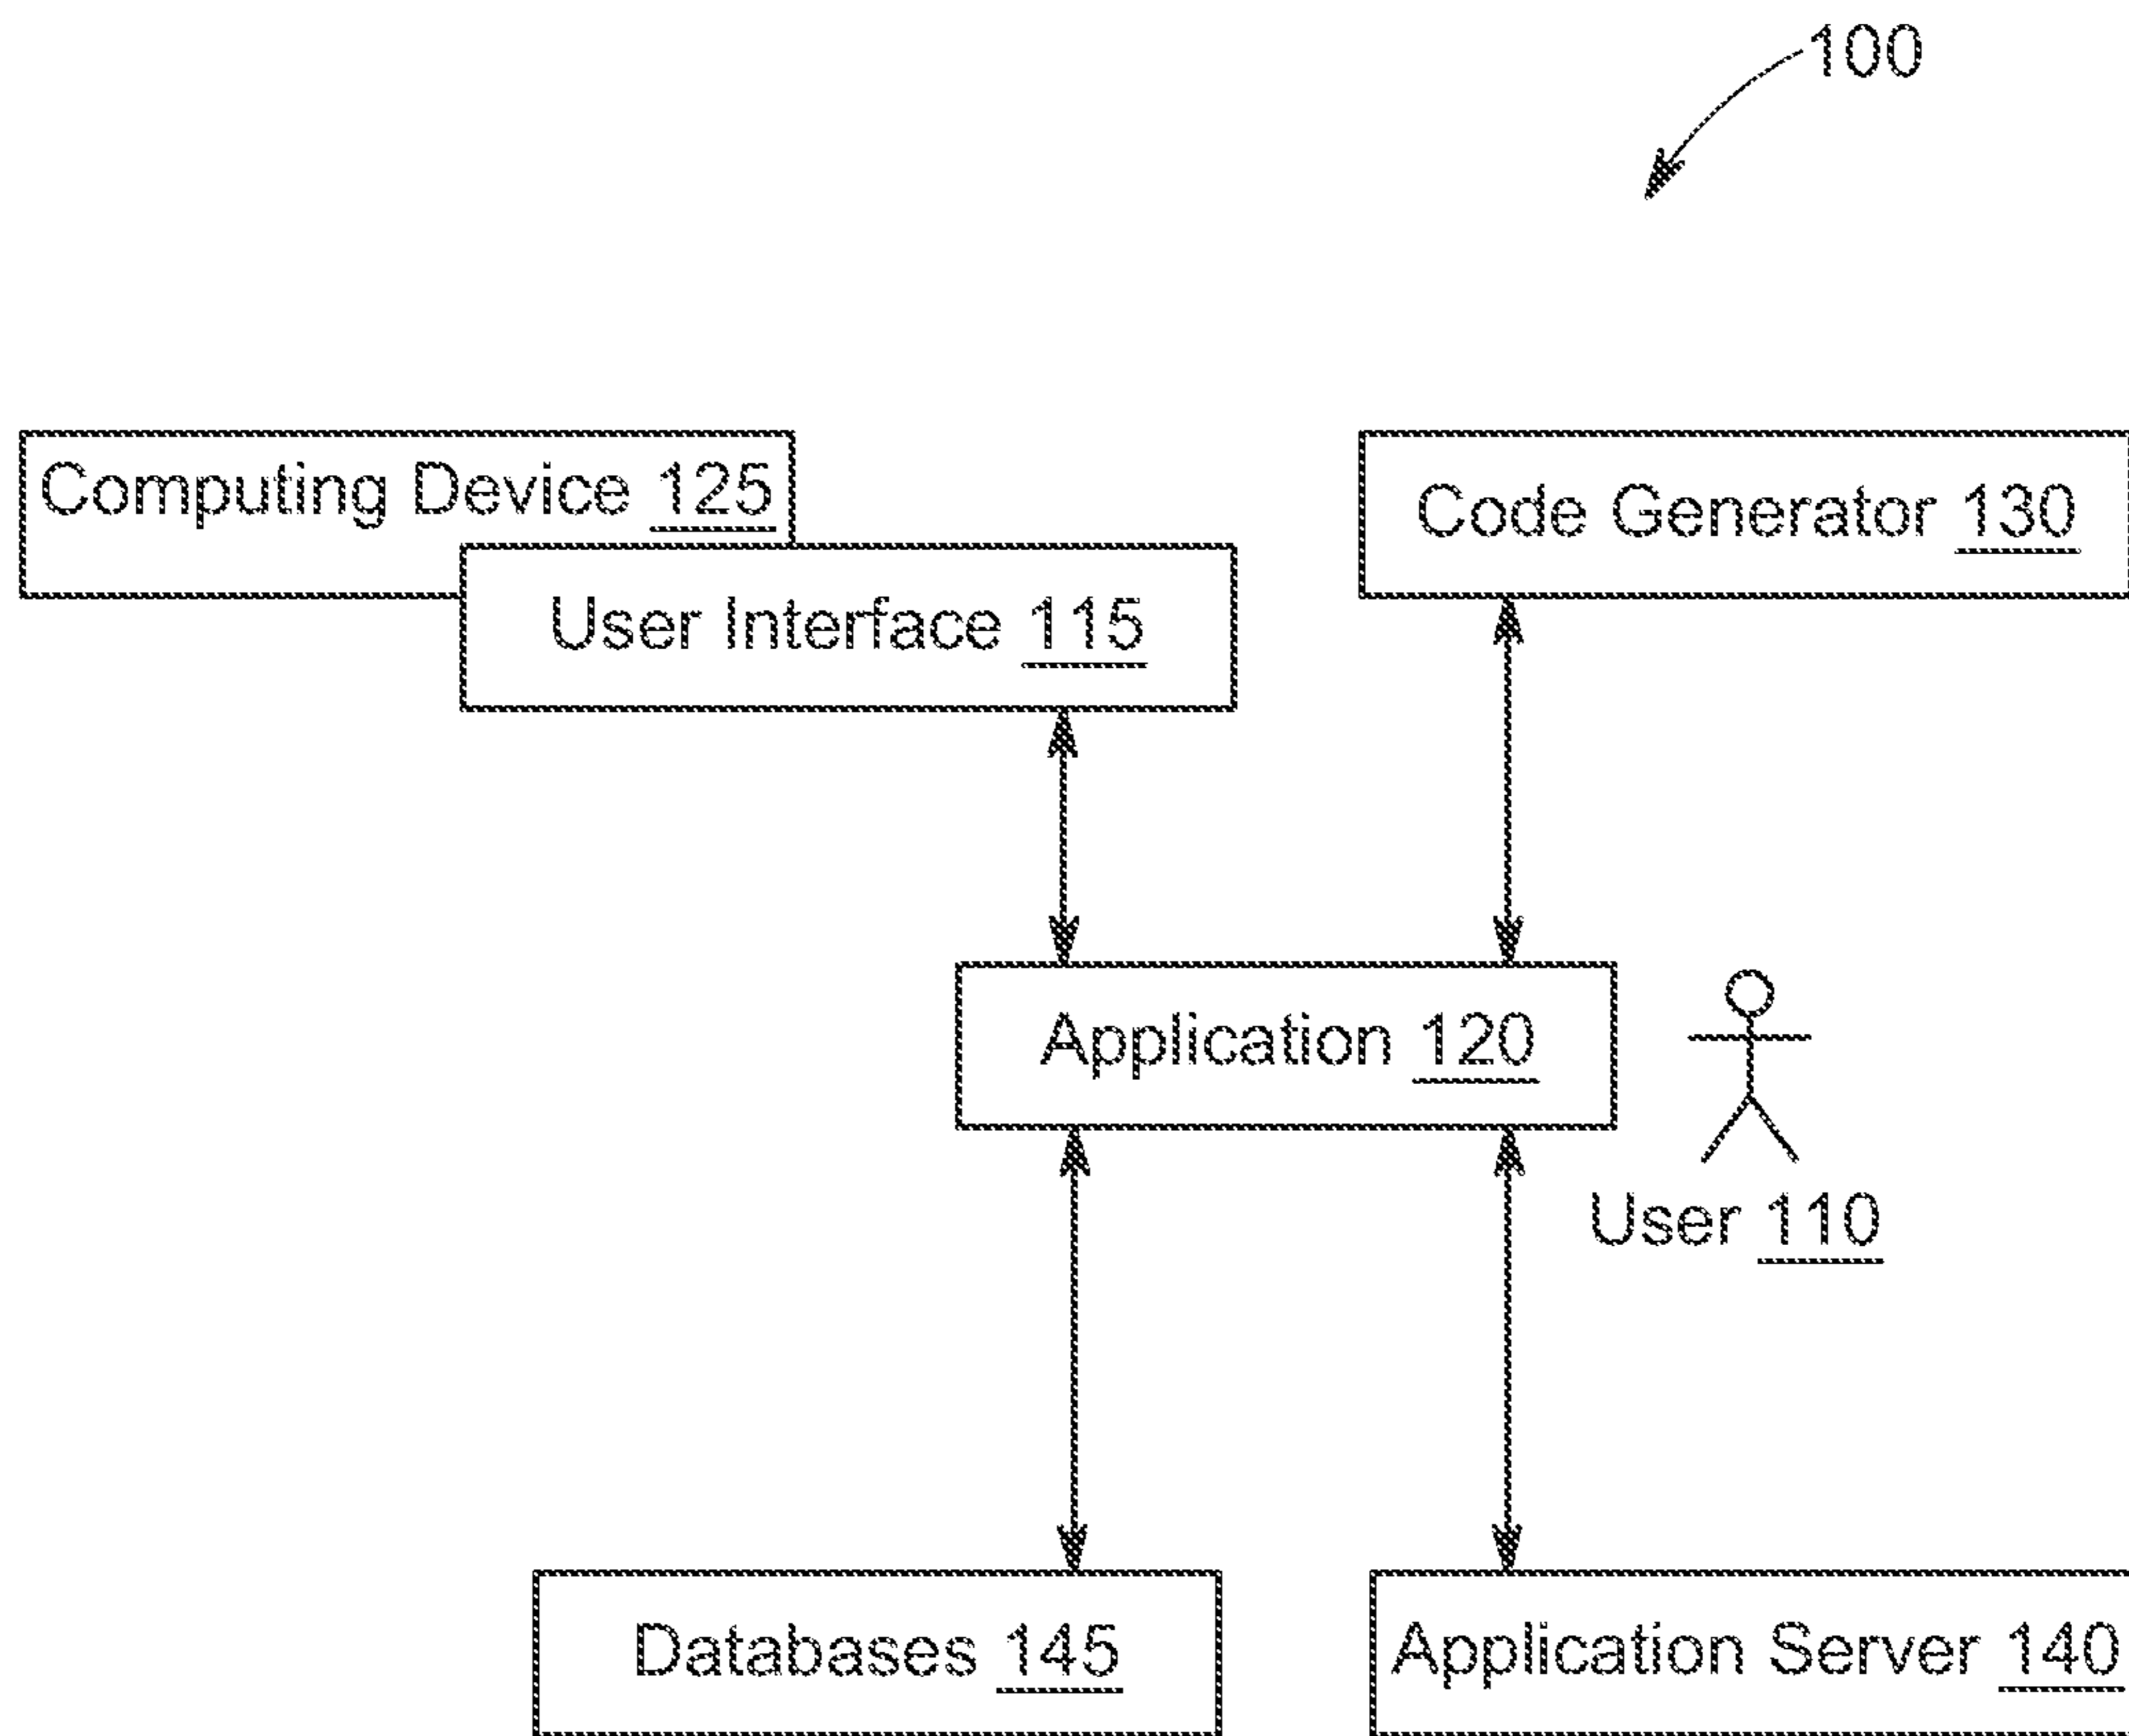 100
Computing Device 125
Code Generator 130
User Interface 115
Application 120
User 110
Databases 145
Application Server 140